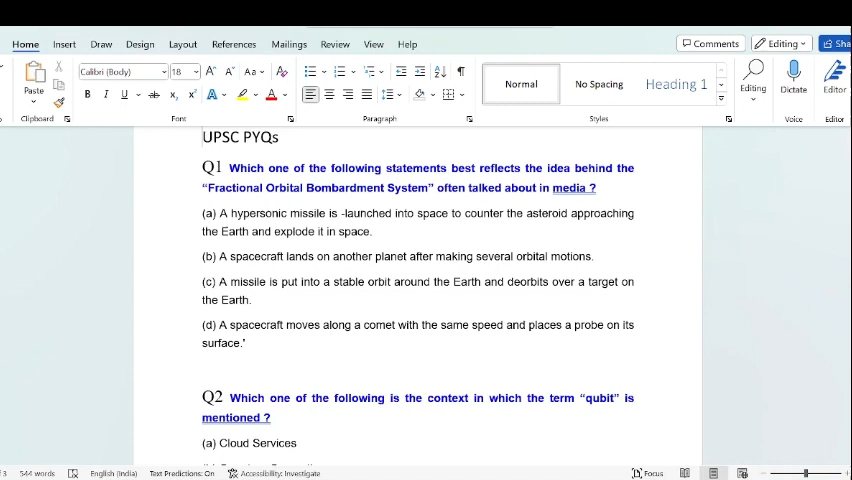 Home Insert Draw Design Layout References Mailings Review View Help Comments Editing Sha
Calibri (Body) 18 A A Aa A Normal No Spacing Heading 1
Paste B I U ab x₂ x² A A Editing Dictate Editor
Clipboard Font Paragraph Styles Voice Editor
UPSC PYQs
Q1 Which one of the following statements best reflects the idea behind the
“Fractional Orbital Bombardment System” often talked about in media ?
(a) A hypersonic missile is -launched into space to counter the asteroid approaching
the Earth and explode it in space.
(b) A spacecraft lands on another planet after making several orbital motions.
(c) A missile is put into a stable orbit around the Earth and deorbits over a target on
the Earth.
(d) A spacecraft moves along a comet with the same speed and places a probe on its
surface.'
Q2 Which one of the following is the context in which the term “qubit” is
mentioned ?
(a) Cloud Services
f 3 544 words English (India) Text Predictions: On Accessibility: Investigate Focus